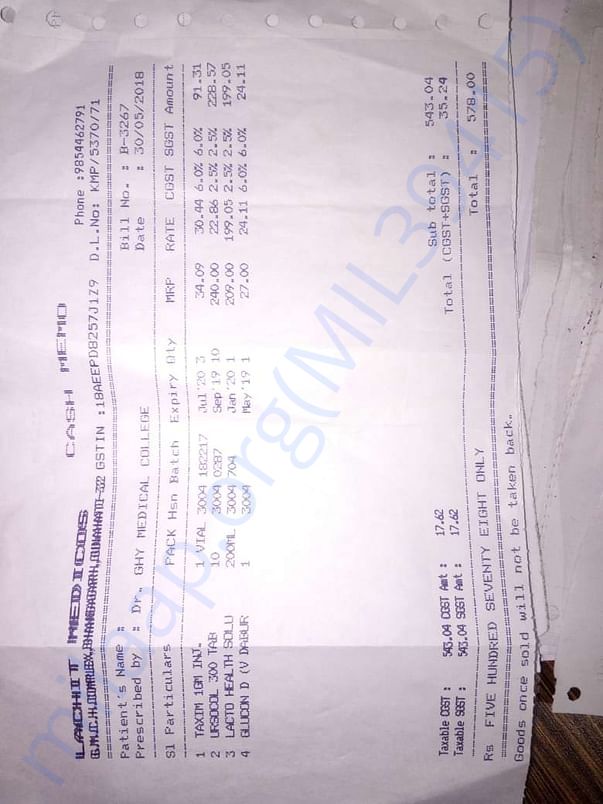 LACHIT MEDICOS CASH MEMO Phone :9854462791
G.M.C.H. COMPLEX, BHANGAGARH, GUWAHATI-32 GSTIN :18AEEPD8257J1Z9 D.L.No: KMP/5370/71
Patient's Name : Bill No. : B-3267
Prescribed by : Dr. GHY MEDICAL COLLEGE Date : 30/05/2018
Sl Particulars PACK Hsn Batch Expiry Qty MRP RATE CGST SGST Amount
1 TAXIM 1GM INJ. 1 VIAL 3004 182217 Jul'20 3 34.09 30.44 6.0% 6.0% 91.31
2 URSOCOL 300 TAB 10 3004 0287 Sep'19 10 240.00 22.86 2.5% 2.5% 228.57
3 LACTO HEALTH SOLU 200ML 3004 704 Jan'20 1 209.00 199.05 2.5% 2.5% 199.05
4 GLUCON D (V DABUR 1 3004 May'19 1 27.00 24.11 6.0% 6.0% 24.11
Sub total : 543.04
Taxable CGST : 543.04 CGST Amt : 17.62 Total (CGST+SGST) : 35.24
Taxable SGST : 543.04 SGST Amt : 17.62
Total : 578.00
Rs FIVE HUNDRED SEVENTY EIGHT ONLY
Goods once sold will not be taken back.
milaap.org(MIL39415)